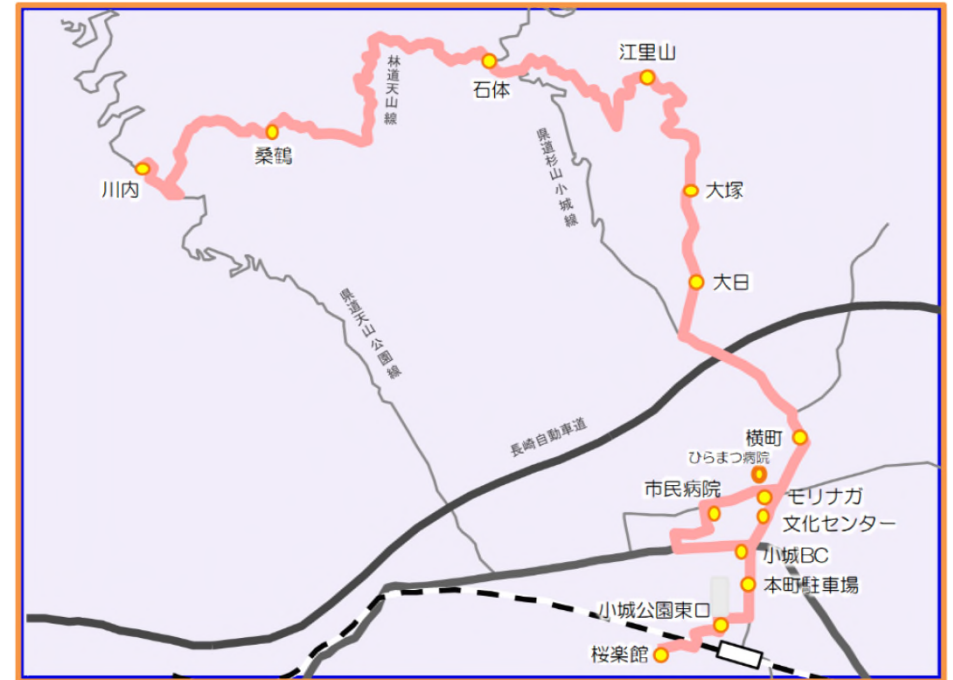 江里山
石体
林道天山線
桑鶴
川内
県道杉山小城線
大塚
大日
県道天山公園線
長崎自動車道
横町
ひらまつ病院
市民病院
モリナガ
文化センター
小城BC
本町駐車場
小城公園東口
桜楽館